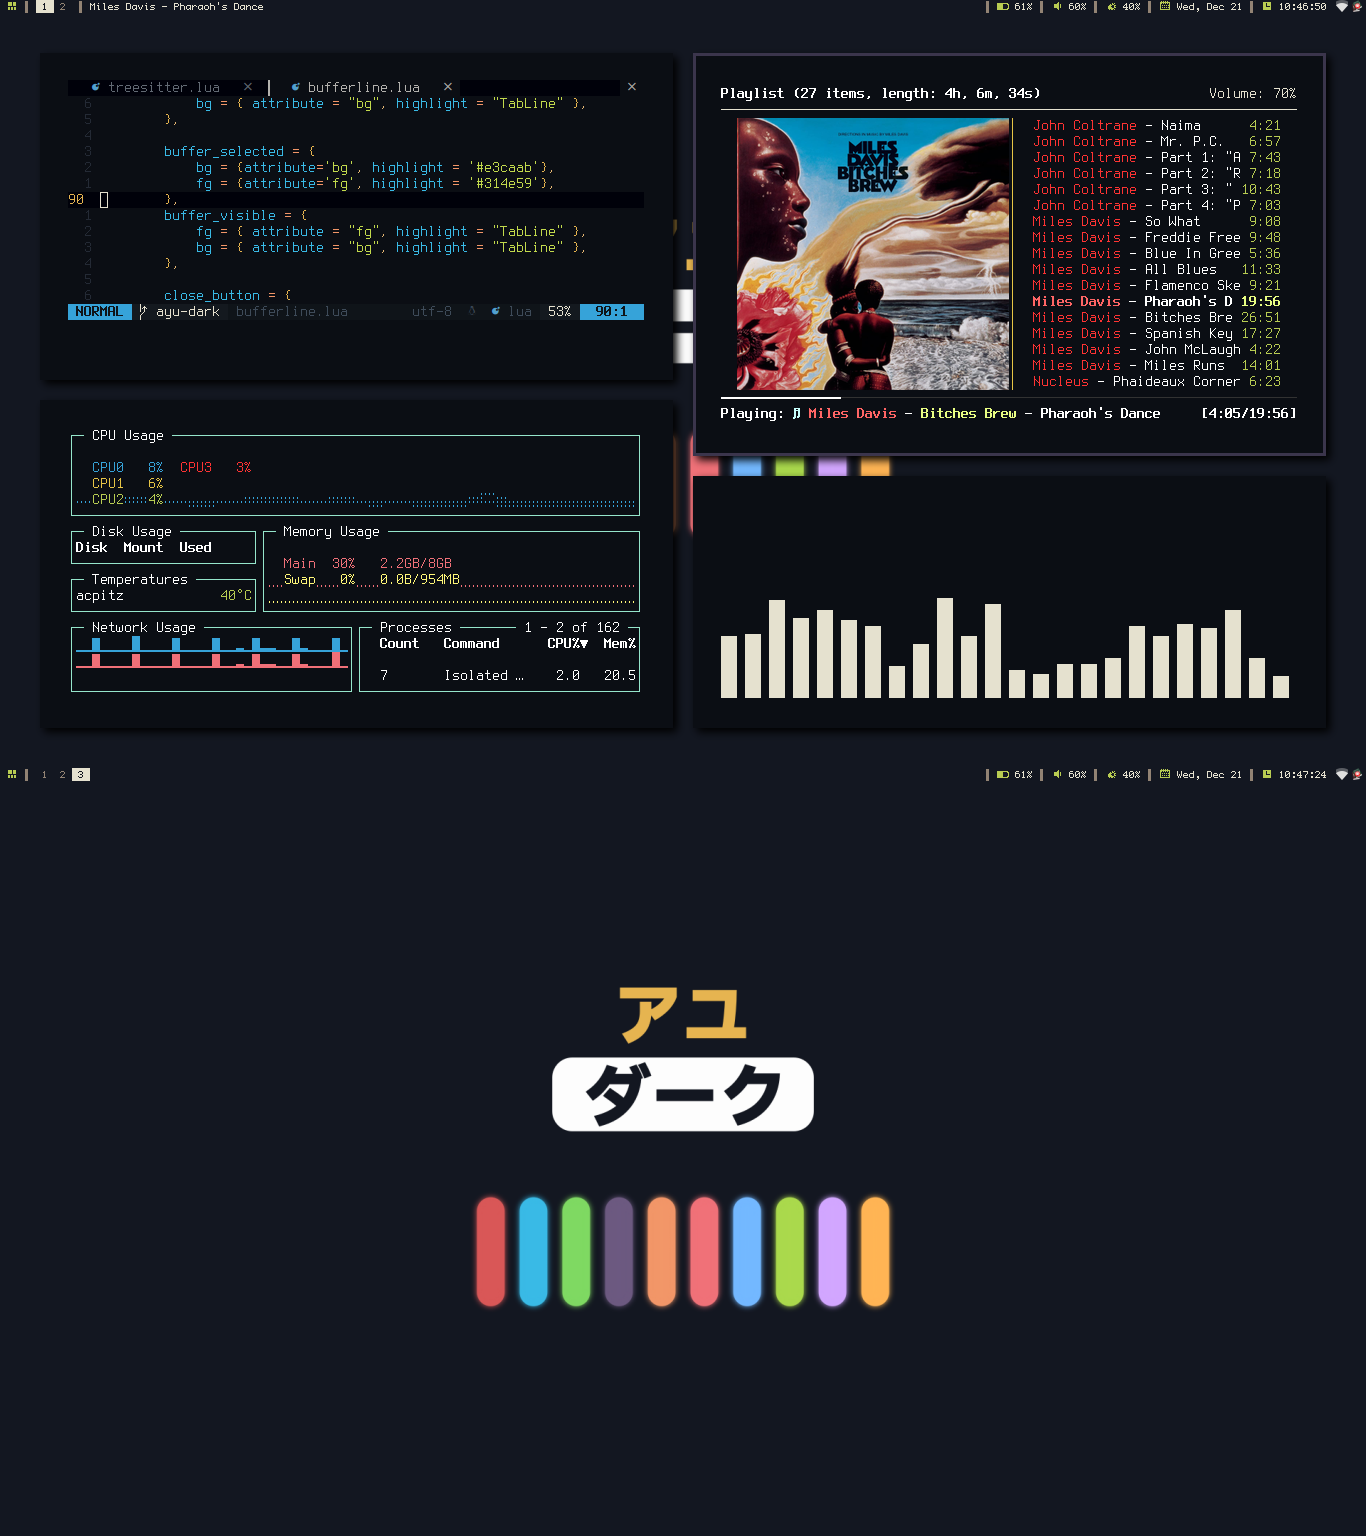 1 2 Miles Davis - Pharaoh's Dance
61% 60% 40% Wed, Dec 21 10:46:50
treesitter.lua × bufferline.lua × ×
6 bg = { attribute = "bg", highlight = "TabLine" },
5 },
4
3 buffer_selected = {
2 bg = {attribute='bg', highlight = '#e3caab'},
1 fg = {attribute='fg', highlight = '#314e59'},
90 },
1 buffer_visible = {
2 fg = { attribute = "fg", highlight = "TabLine" },
3 bg = { attribute = "bg", highlight = "TabLine" },
4 },
5
6 close_button = {
NORMAL ayu-dark bufferline.lua utf-8 lua 53% 90:1
Playlist (27 items, length: 4h, 6m, 34s) Volume: 70%
DIRECTIONS IN MUSIC BY MILES DAVIS
MILES
DAVIS
BITCHES
BREW
John Coltrane - Naima 4:21
John Coltrane - Mr. P.C. 6:57
John Coltrane - Part 1: "A 7:43
John Coltrane - Part 2: "R 7:18
John Coltrane - Part 3: " 10:43
John Coltrane - Part 4: "P 7:03
Miles Davis - So What 9:08
Miles Davis - Freddie Free 9:48
Miles Davis - Blue In Gree 5:36
Miles Davis - All Blues 11:33
Miles Davis - Flamenco Ske 9:21
Miles Davis - Pharaoh's D 19:56
Miles Davis - Bitches Bre 26:51
Miles Davis - Spanish Key 17:27
Miles Davis - John McLaugh 4:22
Miles Davis - Miles Runs 14:01
Nucleus - Phaideaux Corner 6:23
Playing: Miles Davis - Bitches Brew - Pharaoh's Dance [4:05/19:56]
CPU Usage
CPU0 8% CPU3 3%
CPU1 6%
CPU2 4%
Disk Usage
Disk Mount Used
Temperatures
acpitz 40°C
Memory Usage
Main 30% 2.2GB/8GB
Swap 0% 0.0B/954MB
Network Usage
Processes 1 - 2 of 162
Count Command CPU%▼ Mem%
7 Isolated … 2.0 20.5
1 2 3
61% 60% 40% Wed, Dec 21 10:47:24
アユ
ダーク